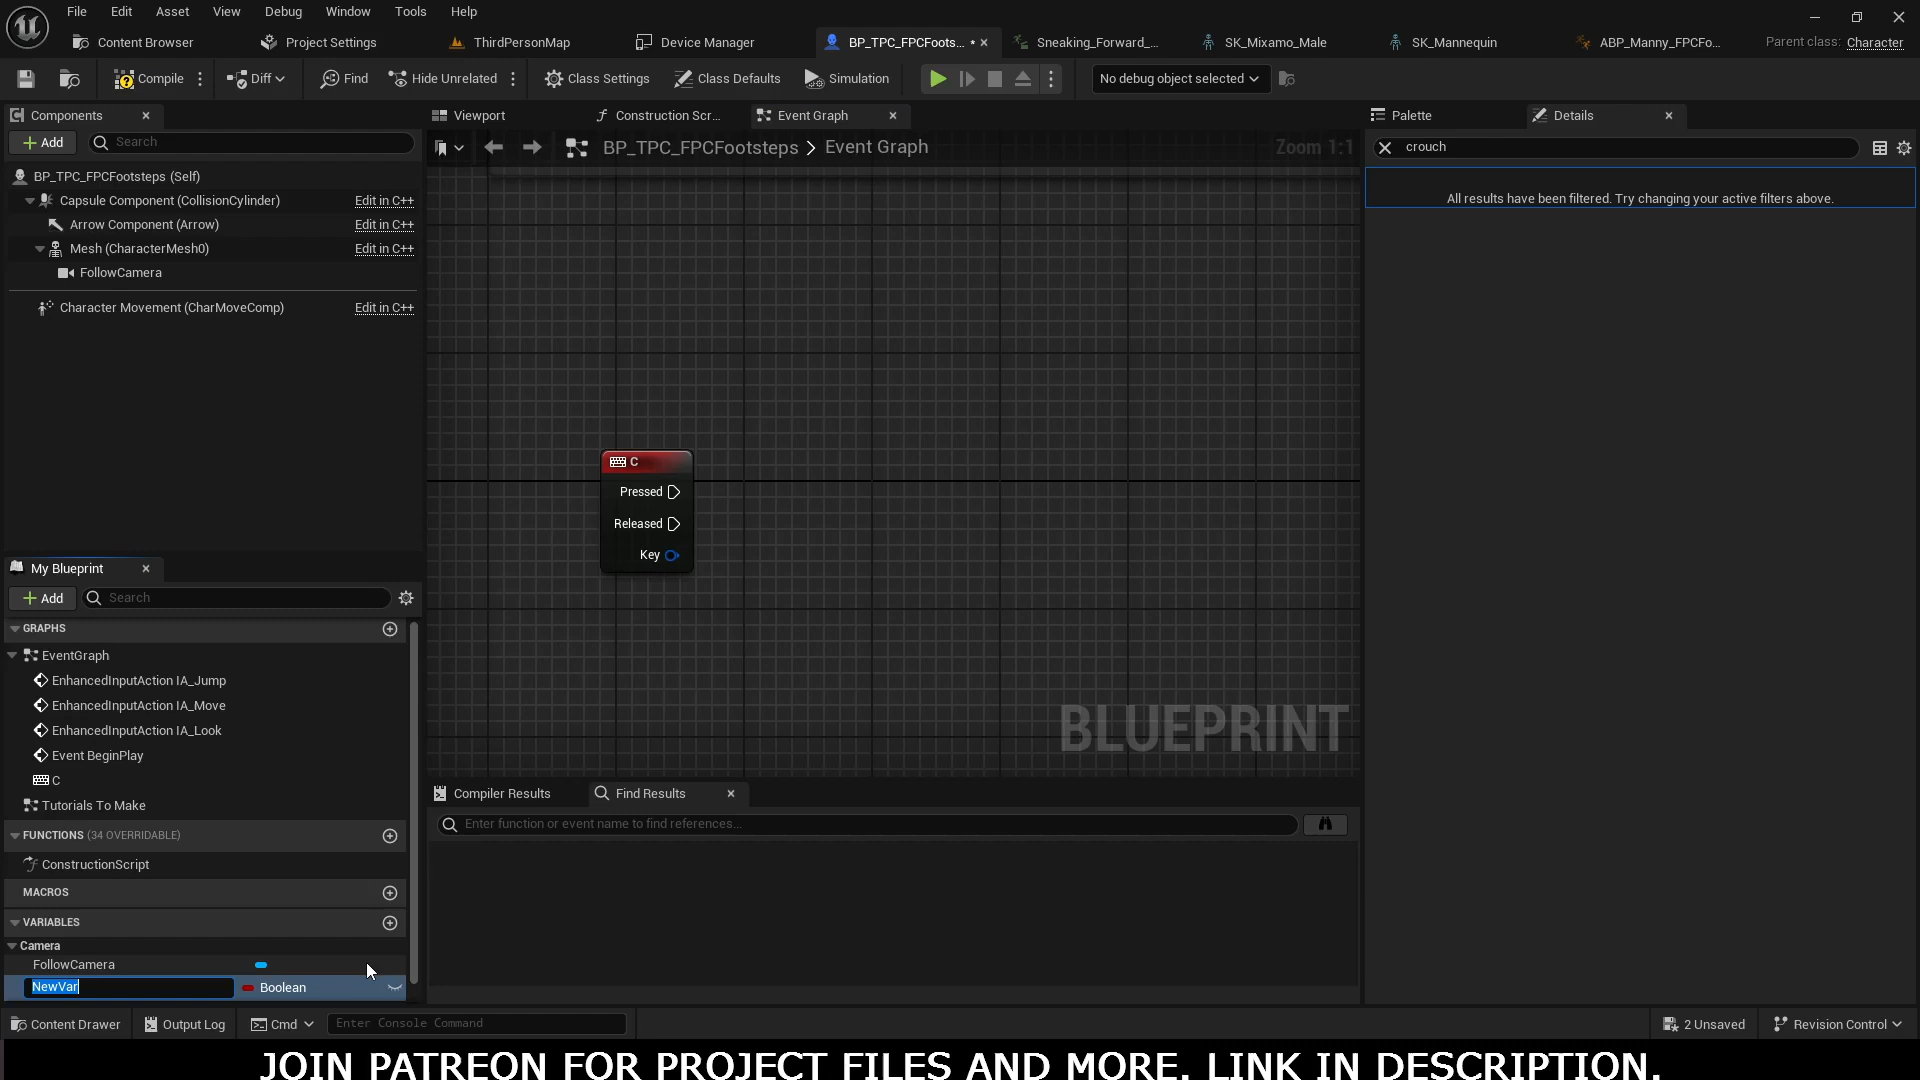 File Edit Asset View Debug Window Tools Help
Content Browser Project Settings ThirdPersonMap Device Manager BP_TPC_FPCFoots... • Sneaking_Forward_... SK_Mixamo_Male SK_Mannequin ABP_Manny_FPCFo... Parent class: Character
Compile Diff Find Hide Unrelated Class Settings Class Defaults Simulation No debug object selected
Components Viewport Construction Scr... Event Graph Palette Details
Add Search BP_TPC_FPCFootsteps > Event Graph Zoom 1:1 crouch
BP_TPC_FPCFootsteps (Self)
Capsule Component (CollisionCylinder) Edit in C++ All results have been filtered. Try changing your active filters above.
Arrow Component (Arrow) Edit in C++
Mesh (CharacterMesh0) Edit in C++
FollowCamera
Character Movement (CharMoveComp) Edit in C++
C
Pressed
Released
Key
My Blueprint
Add Search
GRAPHS
EventGraph
EnhancedInputAction IA_Jump
EnhancedInputAction IA_Move
EnhancedInputAction IA_Look
BLUEPRINT
Event BeginPlay
C
Compiler Results Find Results
Tutorials To Make
Enter function or event name to find references...
FUNCTIONS (34 OVERRIDABLE)
ConstructionScript
MACROS
VARIABLES
Camera
FollowCamera
NewVar Boolean
Content Drawer Output Log Cmd Enter Console Command 2 Unsaved Revision Control
JOIN PATREON FOR PROJECT FILES AND MORE. LINK IN DESCRIPTION.